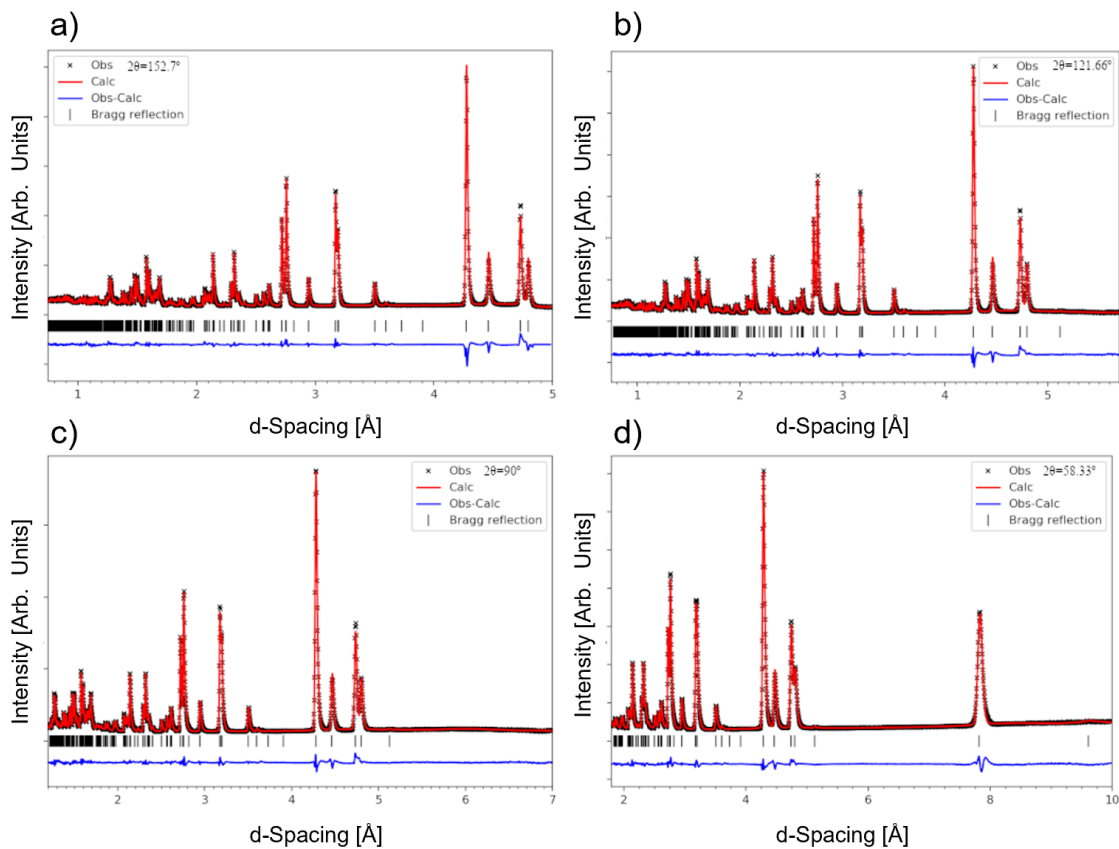 a)
Obs 2θ=152.7°
Calc
Obs-Calc
Bragg reflection
Intensity [Arb. Units]
1 2 3 4 5
d-Spacing [Å]
b)
Obs 2θ=121.66°
Calc
Obs-Calc
Bragg reflection
Intensity [Arb. Units]
1 2 3 4 5
d-Spacing [Å]
c)
Obs 2θ=90°
Calc
Obs-Calc
Bragg reflection
Intensity [Arb. Units]
2 3 4 5 6 7
d-Spacing [Å]
d)
Obs 2θ=58.33°
Calc
Obs-Calc
Bragg reflection
Intensity [Arb. Units]
2 4 6 8 10
d-Spacing [Å]